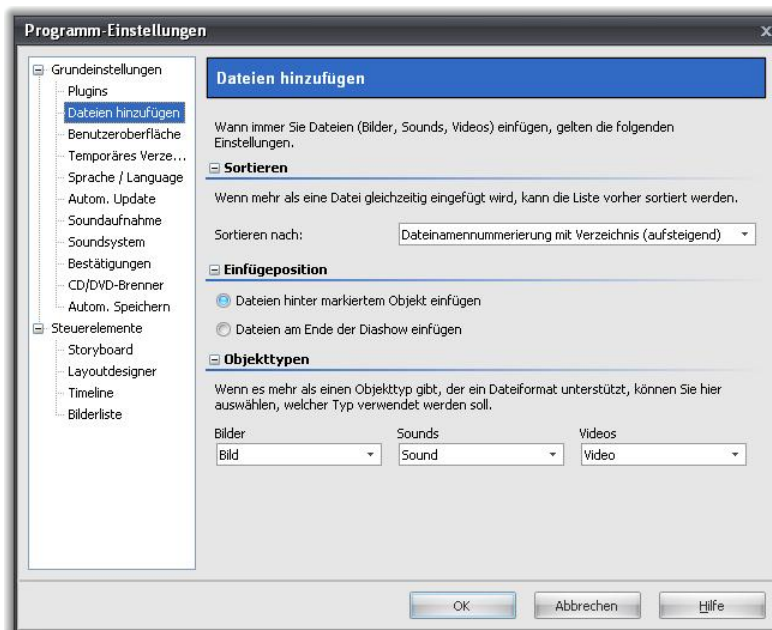 Programm-Einstellungen
x
Grundeinstellungen
Plugins
Dateien hinzufügen
Benutzeroberfläche
Temporäres Verze...
Sprache / Language
Autom. Update
Soundaufnahme
Soundsystem
Bestätigungen
CD/DVD-Brenner
Autom. Speichern
Steuerelemente
Storyboard
Layoutdesigner
Timeline
Bilderliste
Dateien hinzufügen
Wann immer Sie Dateien (Bilder, Sounds, Videos) einfügen, gelten die folgenden
Einstellungen.
Sortieren
Wenn mehr als eine Datei gleichzeitig eingefügt wird, kann die Liste vorher sortiert werden.
Sortieren nach: Dateinamennummerierung mit Verzeichnis (aufsteigend)
Einfügeposition
Dateien hinter markiertem Objekt einfügen
Dateien am Ende der Diashow einfügen
Objekttypen
Wenn es mehr als einen Objekttyp gibt, der ein Dateiformat unterstützt, können Sie hier
auswählen, welcher Typ verwendet werden soll.
Bilder Sounds Videos
Bild Sound Video
OK Abbrechen Hilfe